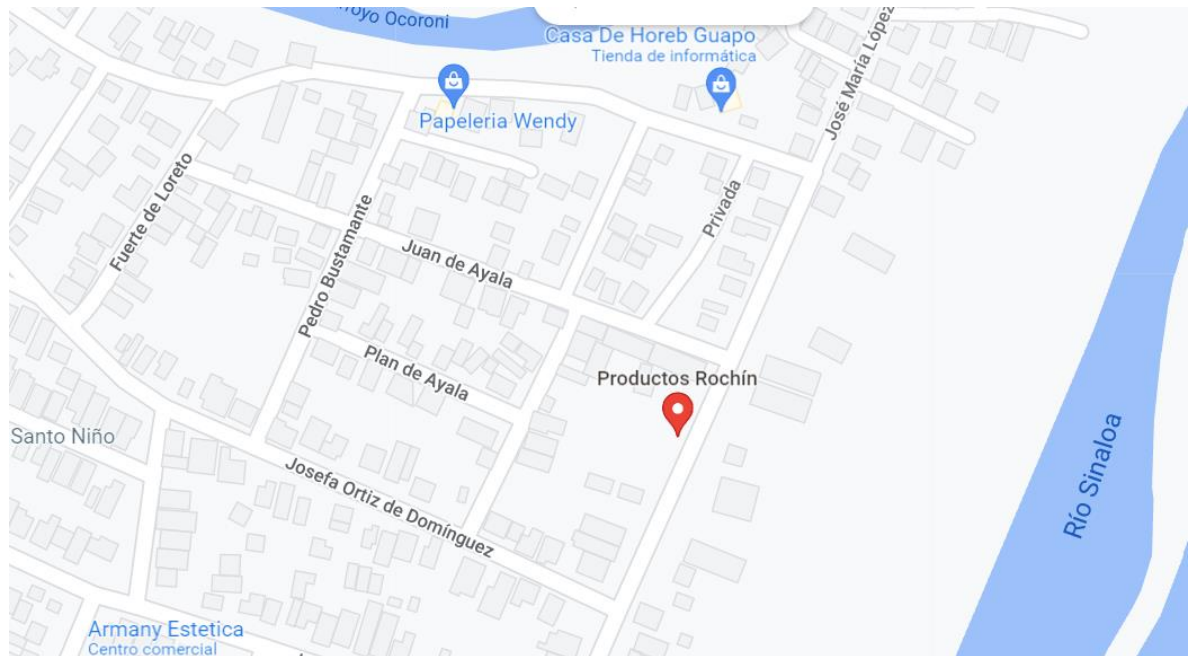 royo Ocoroni
Casa De Horeb Guapo
Tienda de informática
José María López
Papeleria Wendy
Fuerte de Loreto
Privada
Pedro Bustamante
Juan de Ayala
Plan de Ayala
Productos Rochín
Santo Niño
Río Sinaloa
Josefa Ortiz de Domínguez
Armany Estetica
Centro comercial